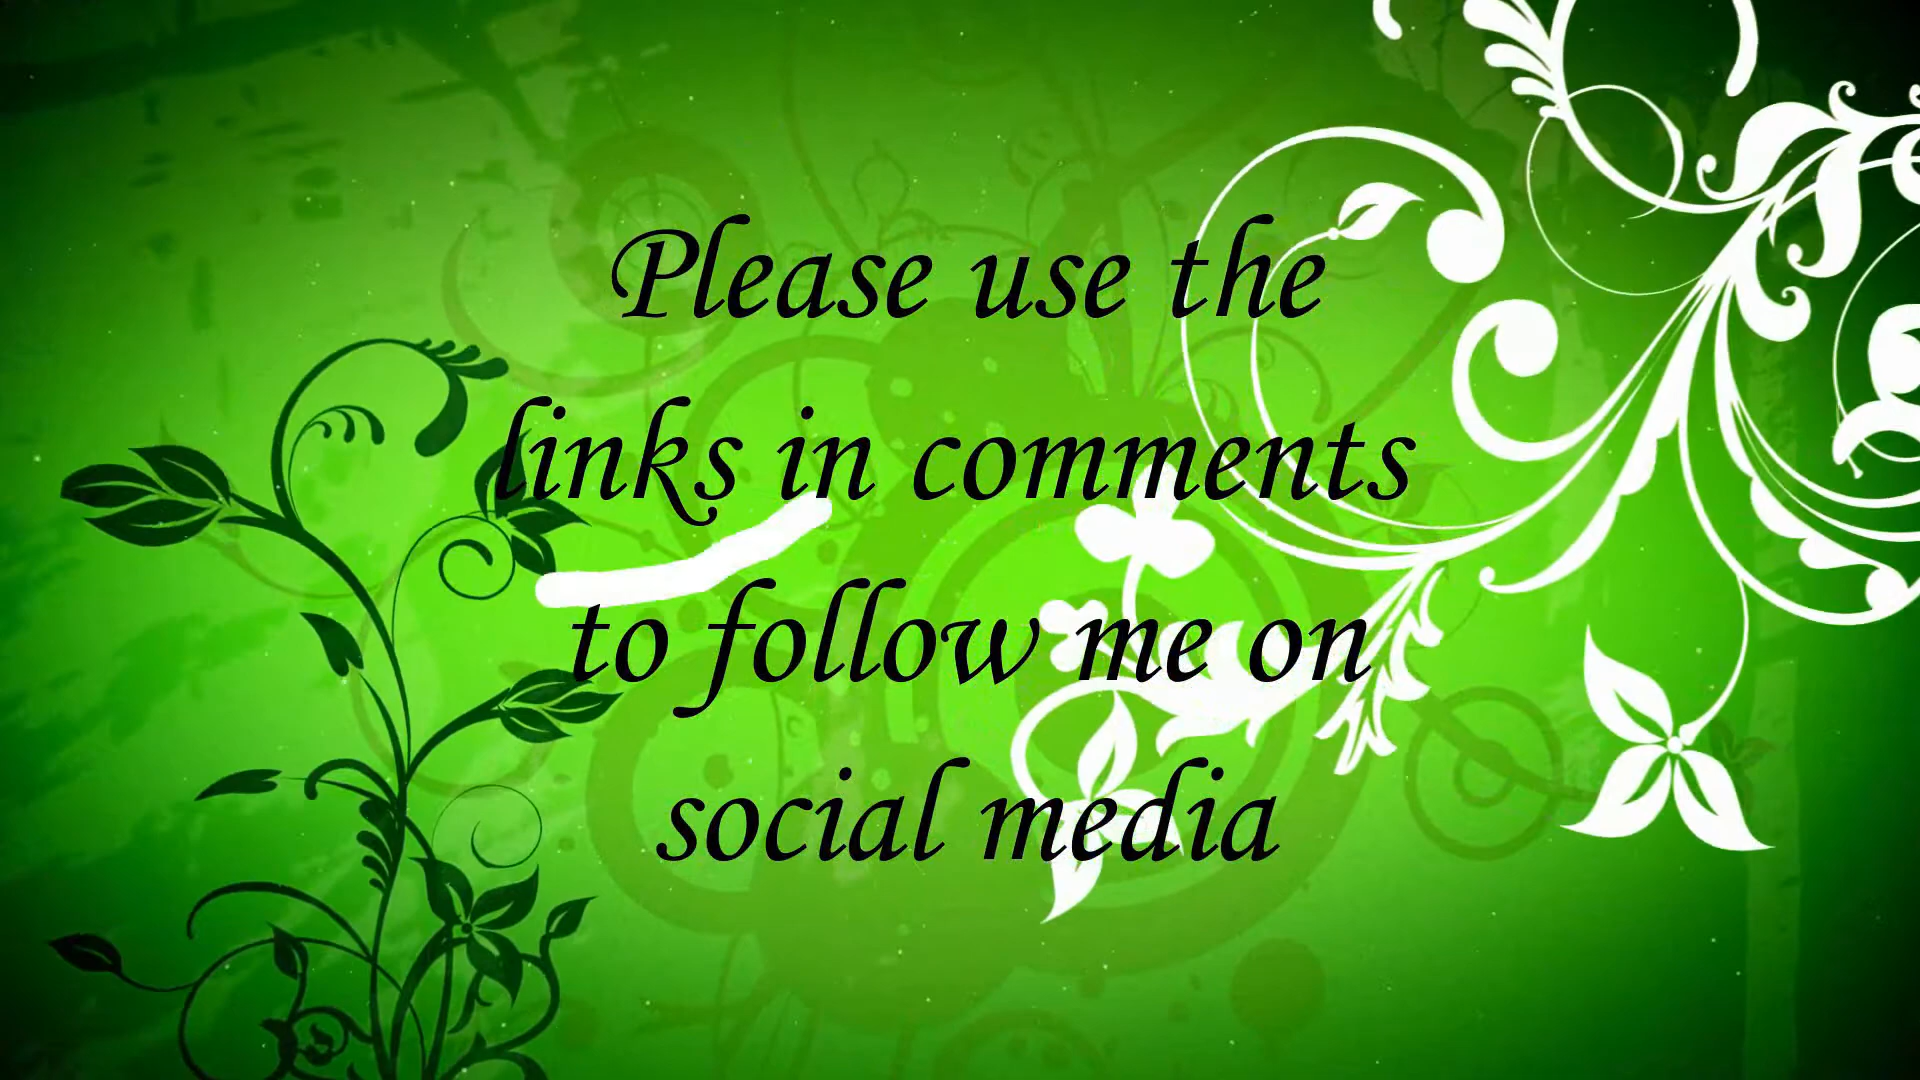 Please use the
links in comments
to follow me on
social media